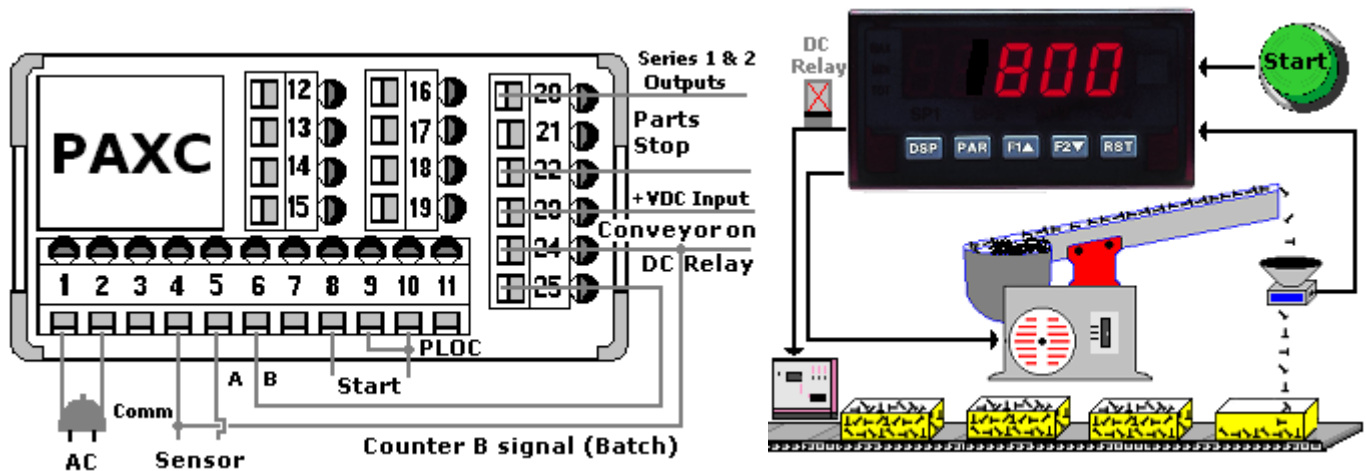 PAXC
12
13
14
15
16
17
18
19
20
21
22
23
24
25
Series 1 & 2
Outputs
Parts
Stop
+VDC Input
Conveyor on
DC Relay
1 2 3 4 5 6 7 8 9 10 11
PLOC
A B
Start
Comm
AC
Sensor
Counter B signal (Batch)
DC
Relay
1800
SP1
DSP PAR F1▲ F2▼ RST
Start